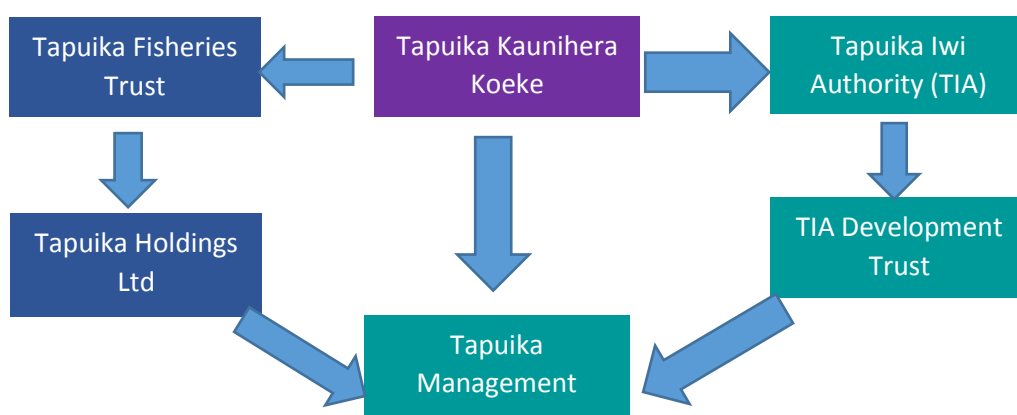 Tapuika Fisheries
Trust
Tapuika Kaunihera
Koeke
Tapuika Iwi
Authority (TIA)
Tapuika Holdings
Ltd
TIA Development
Trust
Tapuika
Management